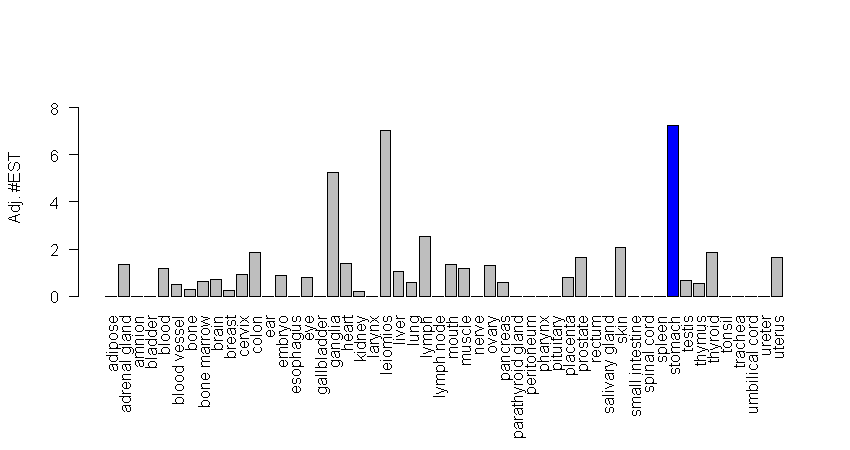 Adj. #EST
8
6
4
2
0
adipose
adrenal gland
amnion
bladder
blood
blood vessel
bone
bone marrow
brain
breast
cervix
colon
ear
embryo
esophagus
eye
gallbladder
ganglia
heart
kidney
larynx
leiomios
liver
lung
lymph
lymph node
mouth
muscle
nerve
ovary
pancreas
parathyroid gland
peritoneum
pharynx
pituitary
placenta
prostate
rectum
salivary gland
skin
small intestine
spinal cord
spleen
stomach
testis
thymus
thyroid
tonsil
trachea
umbilical cord
ureter
uterus